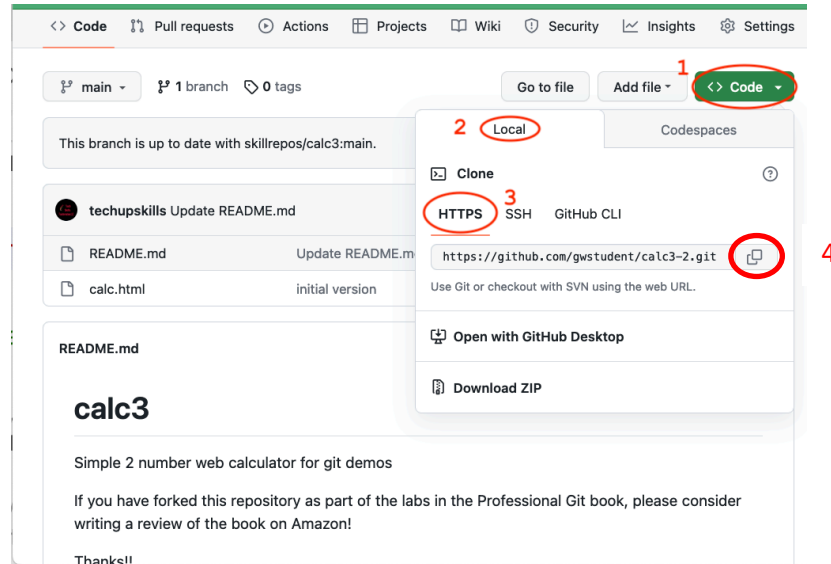 <> Code Pull requests Actions Projects Wiki Security Insights Settings
1
main 1 branch 0 tags Go to file Add file <> Code
This branch is up to date with skillrepos/calc3:main.
2 Local Codespaces
Clone
3
HTTPS SSH GitHub CLI
techupskills Update README.md
README.md Update README.m
https://github.com/gwstudent/calc3-2.git 4
calc.html initial version
Use Git or checkout with SVN using the web URL.
Open with GitHub Desktop
Download ZIP
README.md
calc3
Simple 2 number web calculator for git demos
If you have forked this repository as part of the labs in the Professional Git book, please consider
writing a review of the book on Amazon!
Thanks!!